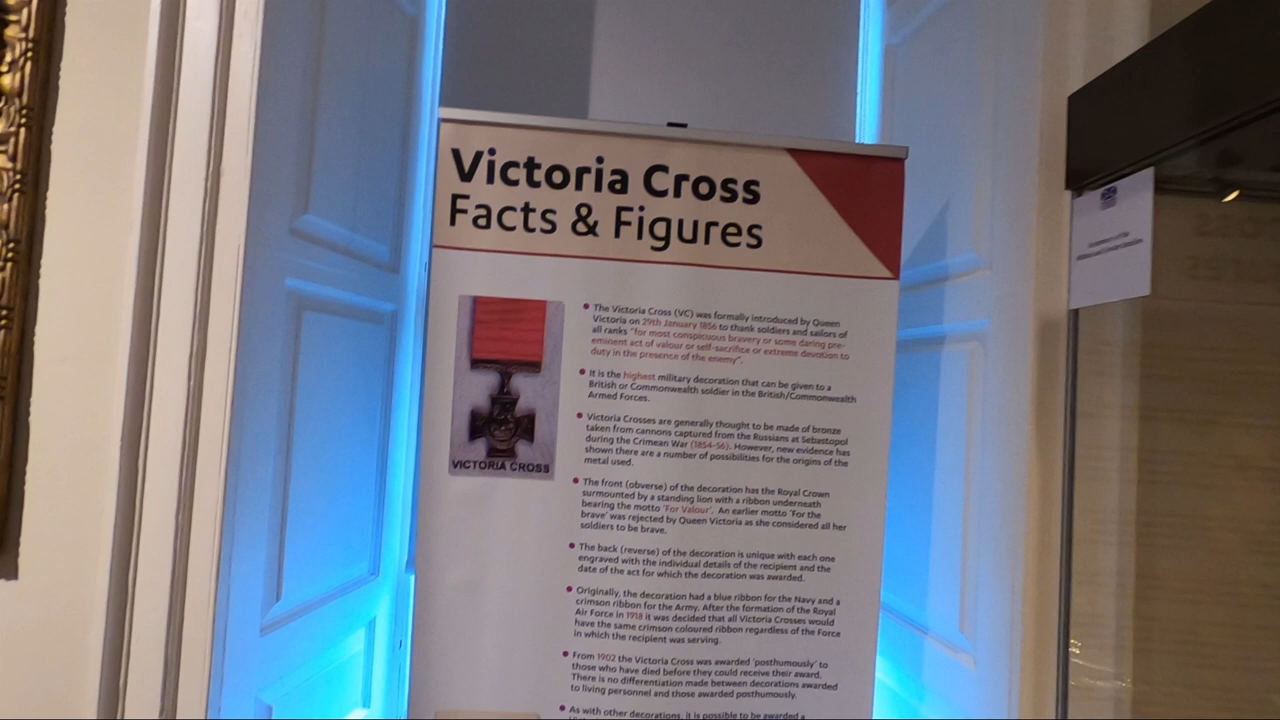 Victoria Cross
Facts & Figures
The Victoria Cross (VC) was formally introduced by Queen
Victoria on 29th January 1856 to thank soldiers and sailors of
all ranks "for most conspicuous bravery or some daring pre-
eminent act of valour or self-sacrifice or extreme devotion to
duty in the presence of the enemy".
It is the highest military decoration that can be given to a
British or Commonwealth soldier in the British/Commonwealth
Armed Forces.
Victoria Crosses are generally thought to be made of bronze
taken from cannons captured from the Russians at Sebastopol
during the Crimean War (1854-56). However, new evidence has
shown there are a number of possibilities for the origins of the
metal used.
The front (obverse) of the decoration has the Royal Crown
surmounted by a standing lion with a ribbon underneath
bearing the motto 'For Valour'. An earlier motto 'For the
brave' was rejected by Queen Victoria as she considered all her
soldiers to be brave.
The back (reverse) of the decoration is unique with each one
engraved with the individual details of the recipient and the
date of the act for which the decoration was awarded.
Originally, the decoration had a blue ribbon for the Navy and a
crimson ribbon for the Army. After the formation of the Royal
Air Force in 1918 it was decided that all Victoria Crosses would
have the same crimson coloured ribbon regardless of the Force
in which the recipient was serving.
From 1902 the Victoria Cross was awarded 'posthumously' to
those who have died before they could receive their award.
There is no differentiation made between decorations awarded
to living personnel and those awarded posthumously.
As with other decorations, it is possible to be awarded a
VICTORIA CROSS